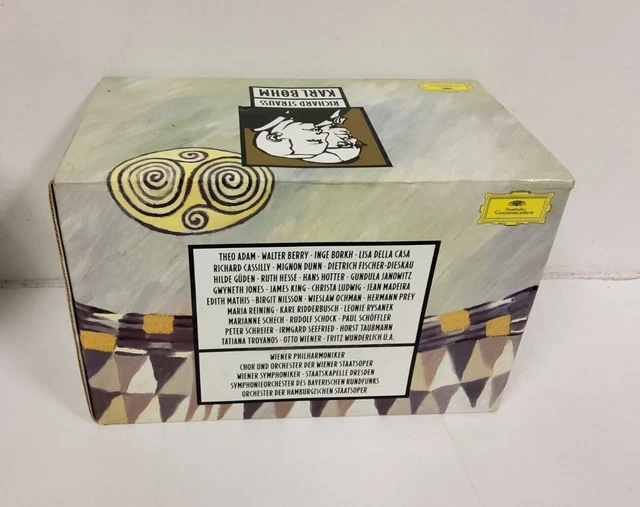 RICHARD STRAUSS
KARL BÖHM
Deutsche
Grammophon
THEO ADAM · WALTER BERRY · INGE BORKH · LISA DELLA CASA
RICHARD CASSILLY · MIGNON DUNN · DIETRICH FISCHER-DIESKAU
HILDE GÜDEN · RUTH HESSE · HANS HOTTER · GUNDULA JANOWITZ
GWYNETH JONES · JAMES KING · CHRISTA LUDWIG · JEAN MADEIRA
EDITH MATHIS · BIRGIT NILSSON · WIESLAW OCHMAN · HERMANN PREY
MARIA REINING · KARL RIDDERBUSCH · LEONIE RYSANEK
MARIANNE SCHECH · RUDOLF SCHOCK · PAUL SCHÖFFLER
PETER SCHREIER · IRMGARD SEEFRIED · HORST TAUBMANN
TATIANA TROYANOS · OTTO WIENER · FRITZ WUNDERLICH U.A.
WIENER PHILHARMONIKER
CHOR UND ORCHESTER DER WIENER STAATSOPER
WIENER SYMPHONIKER · STAATSKAPELLE DRESDEN
SYMPHONIEORCHESTER DES BAYERISCHEN RUNDFUNKS
ORCHESTER DER HAMBURGISCHEN STAATSOPER